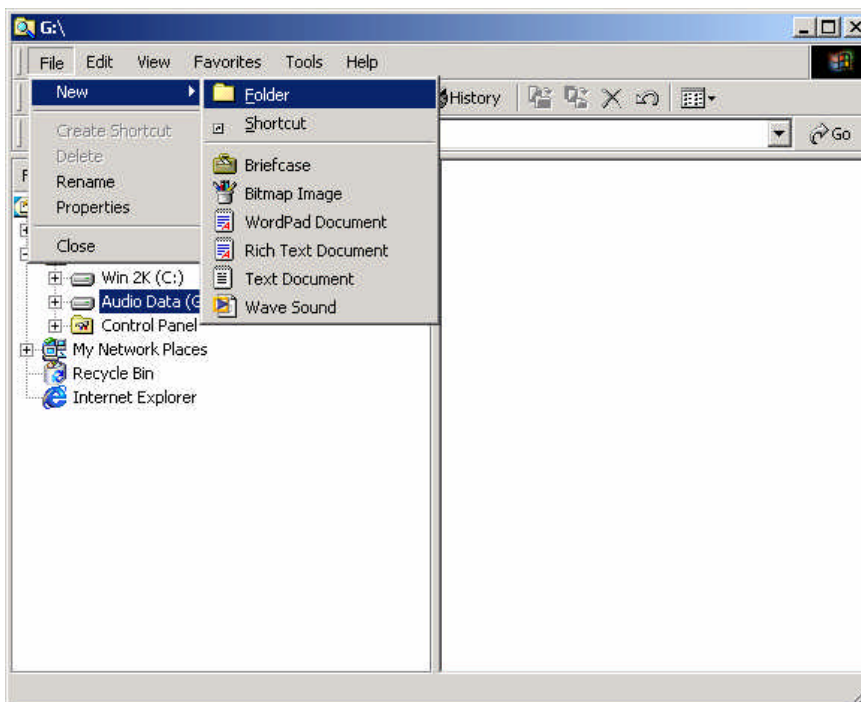 G:\
File Edit View Favorites Tools Help
New
Create Shortcut
Delete
Rename
Properties
Close
Folder
Shortcut
Briefcase
Bitmap Image
WordPad Document
Rich Text Document
Text Document
Wave Sound
History
Go
F
Win 2K (C:)
Audio Data (G
Control Panel
My Network Places
Recycle Bin
Internet Explorer